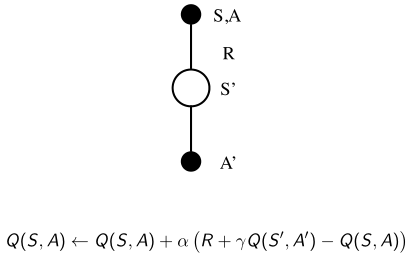 S,A
R
S'
A'
Q(S, A) ← Q(S, A) + α (R + γQ(S′, A′) − Q(S, A))